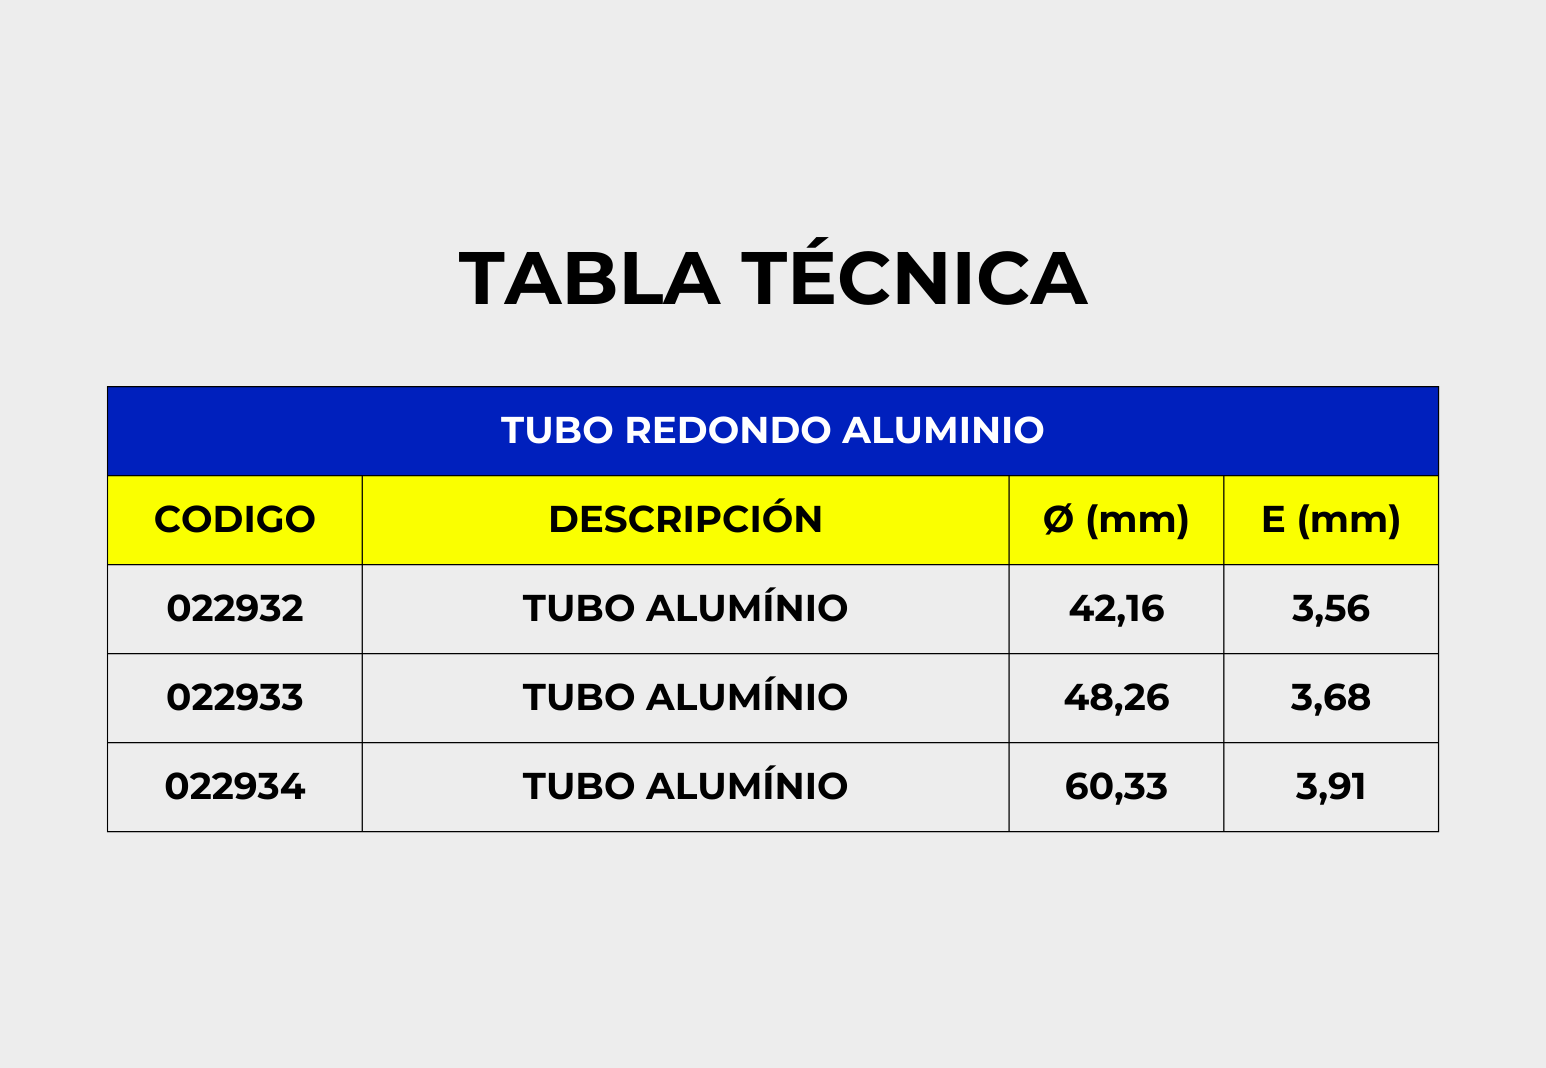 TABLA TÉCNICA
TUBO REDONDO ALUMINIO
CODIGO DESCRIPCIÓN Ø (mm) E (mm)
022932 TUBO ALUMÍNIO 42,16 3,56
022933 TUBO ALUMÍNIO 48,26 3,68
022934 TUBO ALUMÍNIO 60,33 3,91